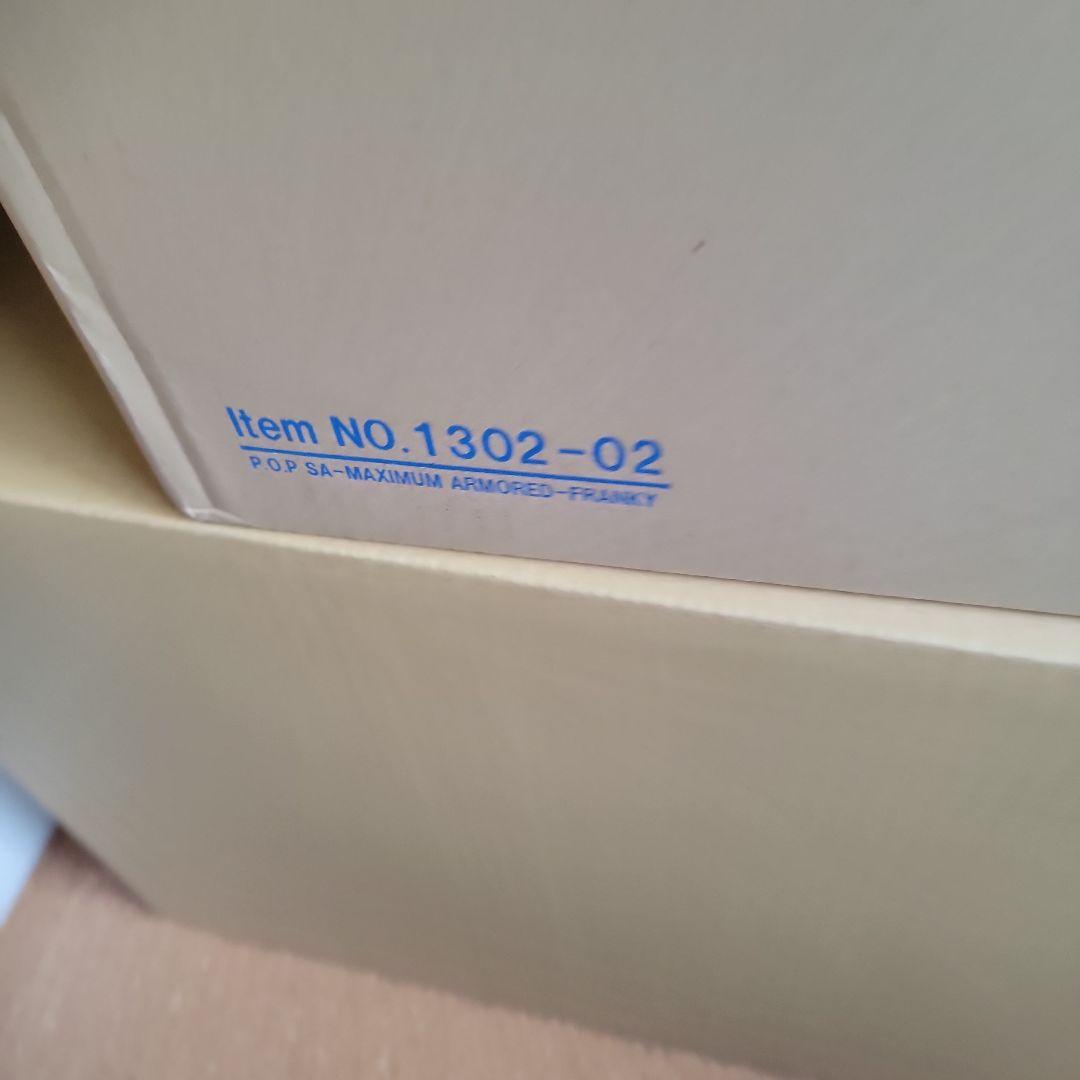 Item NO.1302-02
P.O.P SA-MAXIMUM ARMORED-FRANKY